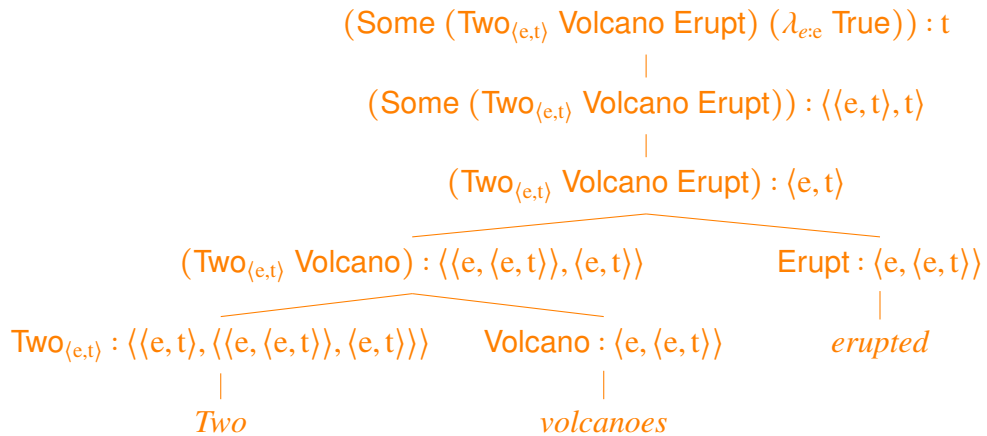 (Some (Two⟨e,t⟩ Volcano Erupt) (λe:e True)) : t
(Some (Two⟨e,t⟩ Volcano Erupt)) : ⟨⟨e, t⟩, t⟩
(Two⟨e,t⟩ Volcano Erupt) : ⟨e, t⟩
(Two⟨e,t⟩ Volcano) : ⟨⟨e, ⟨e, t⟩⟩, ⟨e, t⟩⟩ Erupt : ⟨e, ⟨e, t⟩⟩
Two⟨e,t⟩ : ⟨⟨e, t⟩, ⟨⟨e, ⟨e, t⟩⟩, ⟨e, t⟩⟩⟩ Volcano : ⟨e, ⟨e, t⟩⟩ erupted
Two volcanoes